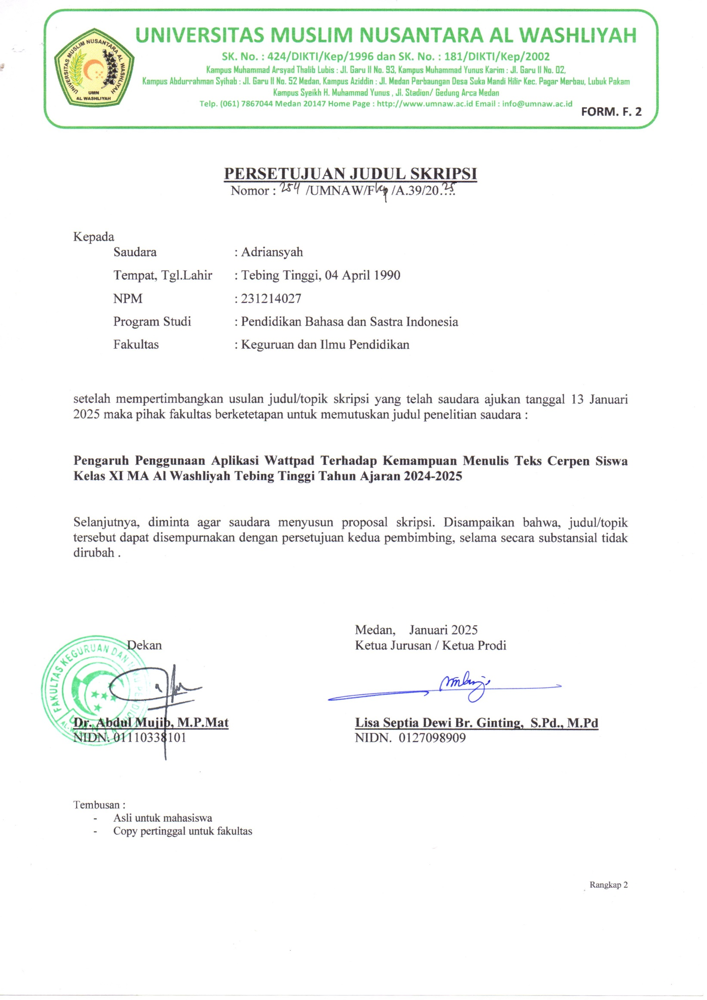 UNIVERSITAS MUSLIM NUSANTARA AL WASHLIYAH
UMN
AL WASHLIYAH
UNIVERSITAS MUSLIM NUSANTARA AL WASHLIYAH
SK. No. : 424/DIKTI/Kep/1996 dan SK. No. : 181/DIKTI/Kep/2002
Kampus Muhammad Arsyad Thalib Lubis : Jl. Garu II No. 93, Kampus Muhammad Yunus Karim : Jl. Garu II No. 02,
Kampus Abdurrahman Syihab : Jl. Garu II No. 52 Medan, Kampus Aziddin : Jl. Medan Perbaungan Desa Suka Mandi Hilir Kec. Pagar Merbau, Lubuk Pakam
Kampus Syeikh H. Muhammad Yunus , Jl. Stadion/ Gedung Arca Medan
Telp. (061) 7867044 Medan 20147 Home Page : http://www.umnaw.ac.id Email : info@umnaw.ac.id
FORM. F. 2
PERSETUJUAN JUDUL SKRIPSI
Nomor : 254 /UMNAW/Fkip /A.39/20.25
Kepada
Saudara : Adriansyah
Tempat, Tgl.Lahir : Tebing Tinggi, 04 April 1990
NPM : 231214027
Program Studi : Pendidikan Bahasa dan Sastra Indonesia
Fakultas : Keguruan dan Ilmu Pendidikan
setelah mempertimbangkan usulan judul/topik skripsi yang telah saudara ajukan tanggal 13 Januari
2025 maka pihak fakultas berketetapan untuk memutuskan judul penelitian saudara :
Pengaruh Penggunaan Aplikasi Wattpad Terhadap Kemampuan Menulis Teks Cerpen Siswa
Kelas XI MA Al Washliyah Tebing Tinggi Tahun Ajaran 2024-2025
Selanjutnya, diminta agar saudara menyusun proposal skripsi. Disampaikan bahwa, judul/topik
tersebut dapat disempurnakan dengan persetujuan kedua pembimbing, selama secara substansial tidak
dirubah .
Medan, Januari 2025
Dekan
Ketua Jurusan / Ketua Prodi
FAKULTAS KEGURUAN DAN ILMU PENDIDIKAN
UMN
AL-WASHLIYAH
Dr. Abdul Mujib, M.P.Mat
NIDN. 01110338101
Lisa Septia Dewi Br. Ginting, S.Pd., M.Pd
NIDN. 0127098909
Tembusan :
- Asli untuk mahasiswa
- Copy pertinggal untuk fakultas
Rangkap 2